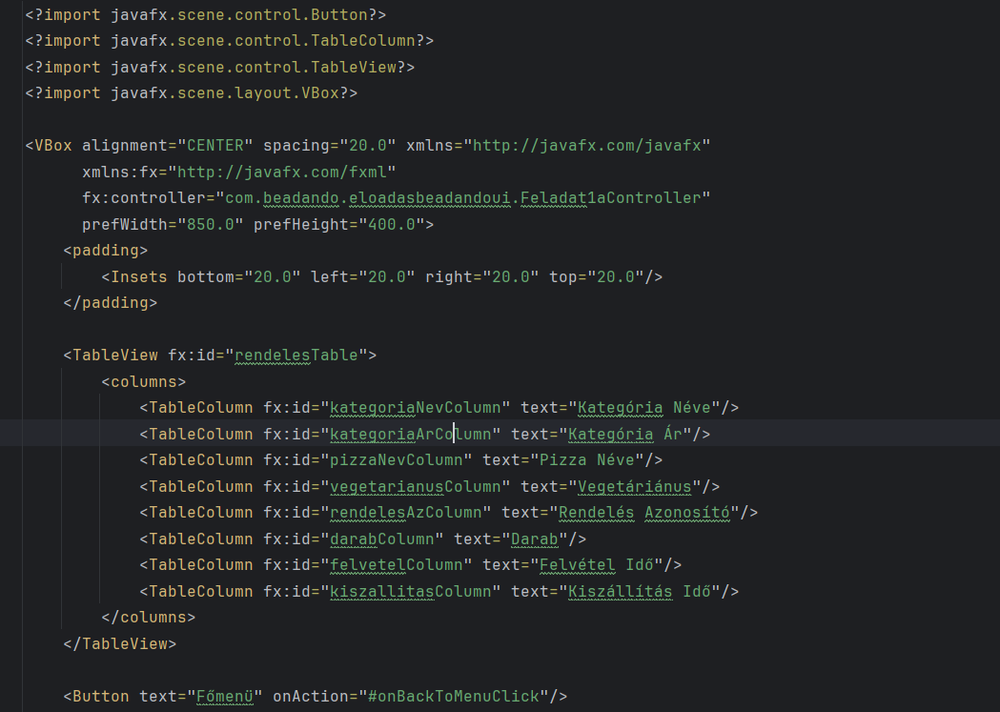 <?import javafx.scene.control.Button?>
<?import javafx.scene.control.TableColumn?>
<?import javafx.scene.control.TableView?>
<?import javafx.scene.layout.VBox?>
<VBox alignment="CENTER" spacing="20.0" xmlns="http://javafx.com/javafx"
xmlns:fx="http://javafx.com/fxml"
fx:controller="com.beadando.eloadasbeadandoui.Feladat1aController"
prefWidth="850.0" prefHeight="400.0">
<padding>
<Insets bottom="20.0" left="20.0" right="20.0" top="20.0"/>
</padding>
<TableView fx:id="rendelesTable">
<columns>
<TableColumn fx:id="kategoriaNevColumn" text="Kategória Néve"/>
<TableColumn fx:id="kategoriaArColumn" text="Kategória Ár"/>
<TableColumn fx:id="pizzaNevColumn" text="Pizza Néve"/>
<TableColumn fx:id="vegetarianusColumn" text="Vegetáriánus"/>
<TableColumn fx:id="rendelesAzColumn" text="Rendelés Azonosító"/>
<TableColumn fx:id="darabColumn" text="Darab"/>
<TableColumn fx:id="felvetelColumn" text="Felvétel Idő"/>
<TableColumn fx:id="kiszallitasColumn" text="Kiszállítás Idő"/>
</columns>
</TableView>
<Button text="Főmenü" onAction="#onBackToMenuClick"/>